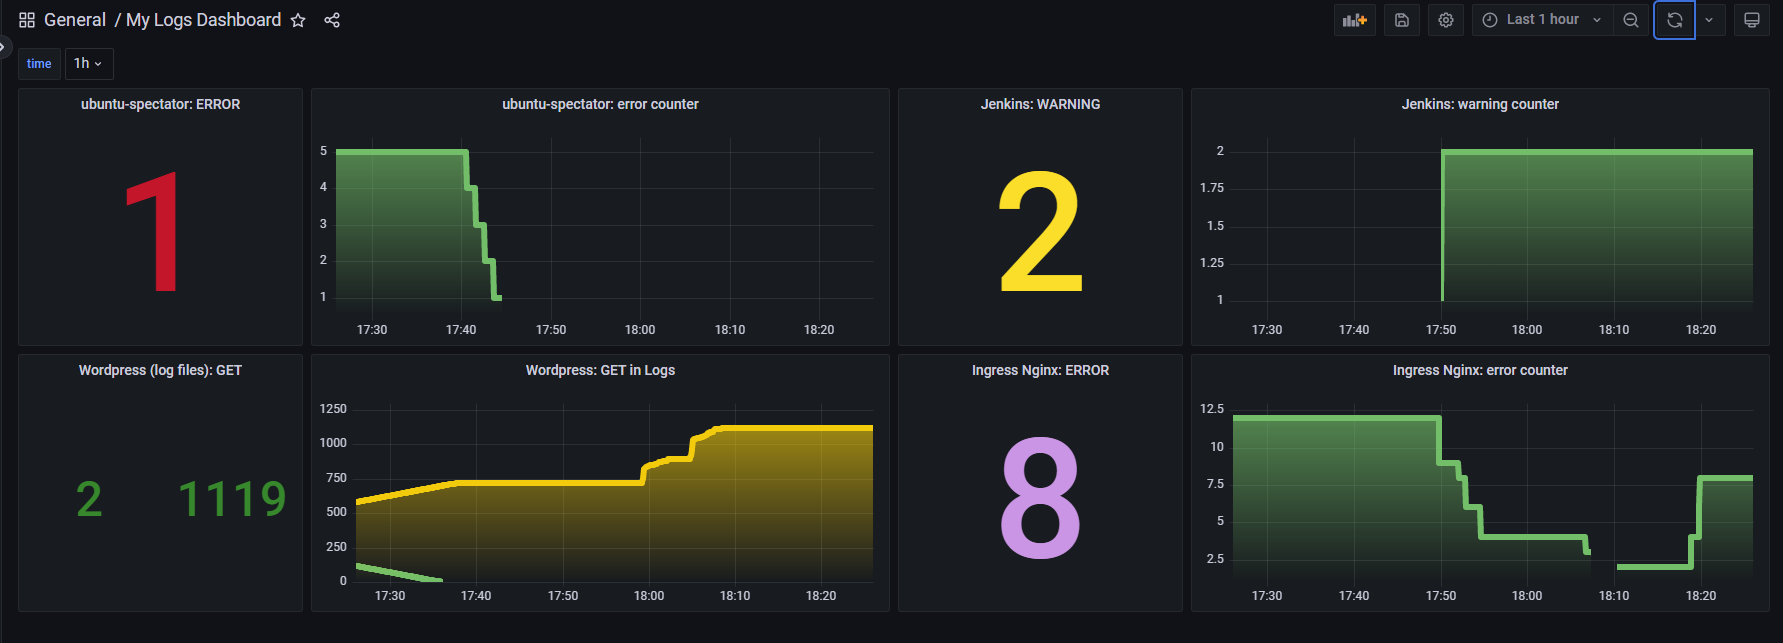 General / My Logs Dashboard
Last 1 hour
time 1h
ubuntu-spectator: ERROR
1
ubuntu-spectator: error counter
5
4
3
2
1
17:30 17:40 17:50 18:00 18:10 18:20
Jenkins: WARNING
2
Jenkins: warning counter
2
1.75
1.5
1.25
1
17:30 17:40 17:50 18:00 18:10 18:20
Wordpress (log files): GET
2 1119
Wordpress: GET in Logs
1250
1000
750
500
250
0
17:30 17:40 17:50 18:00 18:10 18:20
Ingress Nginx: ERROR
8
Ingress Nginx: error counter
12.5
10
7.5
5
2.5
17:30 17:40 17:50 18:00 18:10 18:20